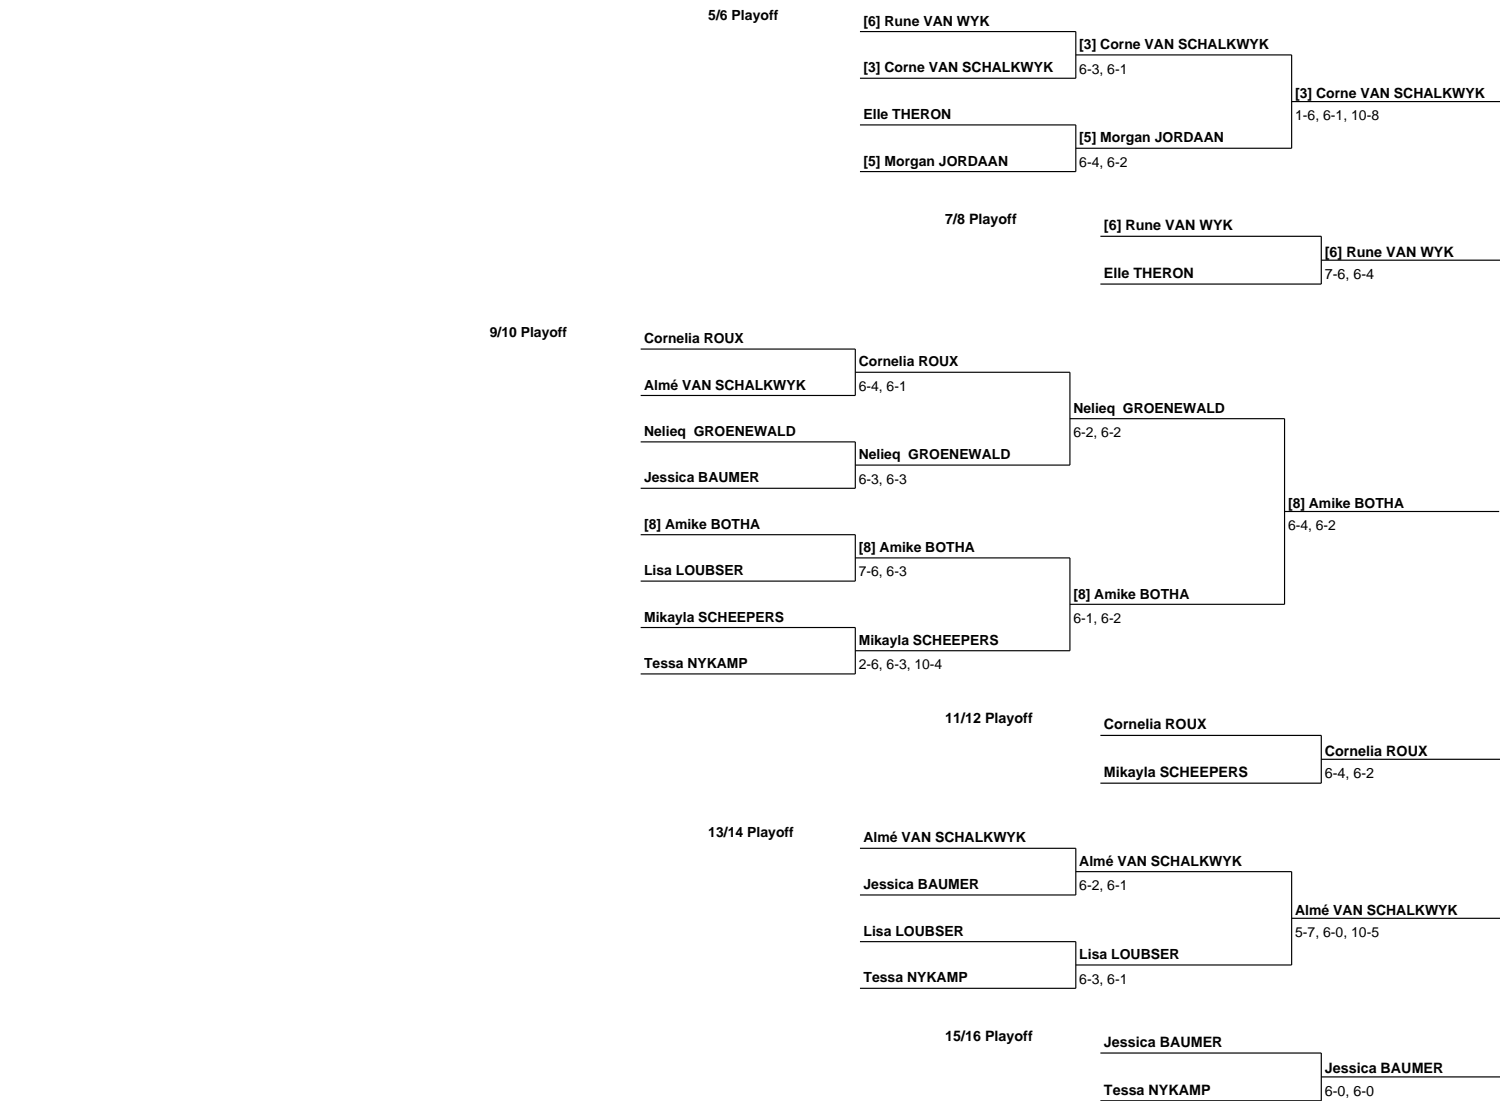 5/6 Playoff
[6] Rune VAN WYK
[3] Corne VAN SCHALKWYK
[3] Corne VAN SCHALKWYK
6-3, 6-1
[3] Corne VAN SCHALKWYK
1-6, 6-1, 10-8
Elle THERON
[5] Morgan JORDAAN
[5] Morgan JORDAAN
6-4, 6-2
7/8 Playoff
[6] Rune VAN WYK
[6] Rune VAN WYK
Elle THERON
7-6, 6-4
9/10 Playoff
Cornelia ROUX
Cornelia ROUX
Almé VAN SCHALKWYK
6-4, 6-1
Nelieq  GROENEWALD
6-2, 6-2
Nelieq  GROENEWALD
Nelieq  GROENEWALD
Jessica BAUMER
6-3, 6-3
[8] Amike BOTHA
6-4, 6-2
[8] Amike BOTHA
[8] Amike BOTHA
Lisa LOUBSER
7-6, 6-3
[8] Amike BOTHA
6-1, 6-2
Mikayla SCHEEPERS
Mikayla SCHEEPERS
Tessa NYKAMP
2-6, 6-3, 10-4
11/12 Playoff
Cornelia ROUX
Cornelia ROUX
Mikayla SCHEEPERS
6-4, 6-2
13/14 Playoff
Almé VAN SCHALKWYK
Almé VAN SCHALKWYK
Jessica BAUMER
6-2, 6-1
Almé VAN SCHALKWYK
5-7, 6-0, 10-5
Lisa LOUBSER
Lisa LOUBSER
Tessa NYKAMP
6-3, 6-1
15/16 Playoff
Jessica BAUMER
Jessica BAUMER
Tessa NYKAMP
6-0, 6-0